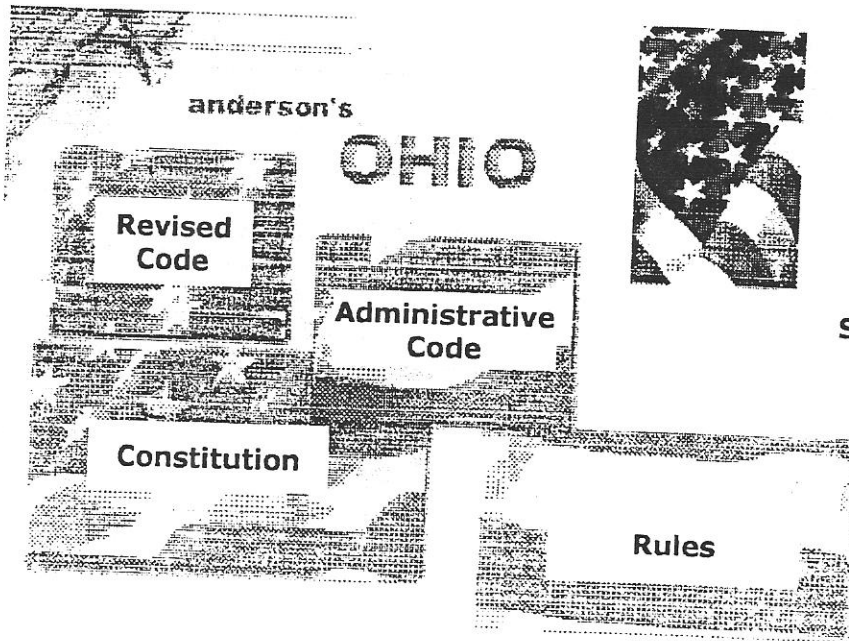 anderson's
OHIO
Revised
Code
Administrative
Code
S
Constitution
Rules